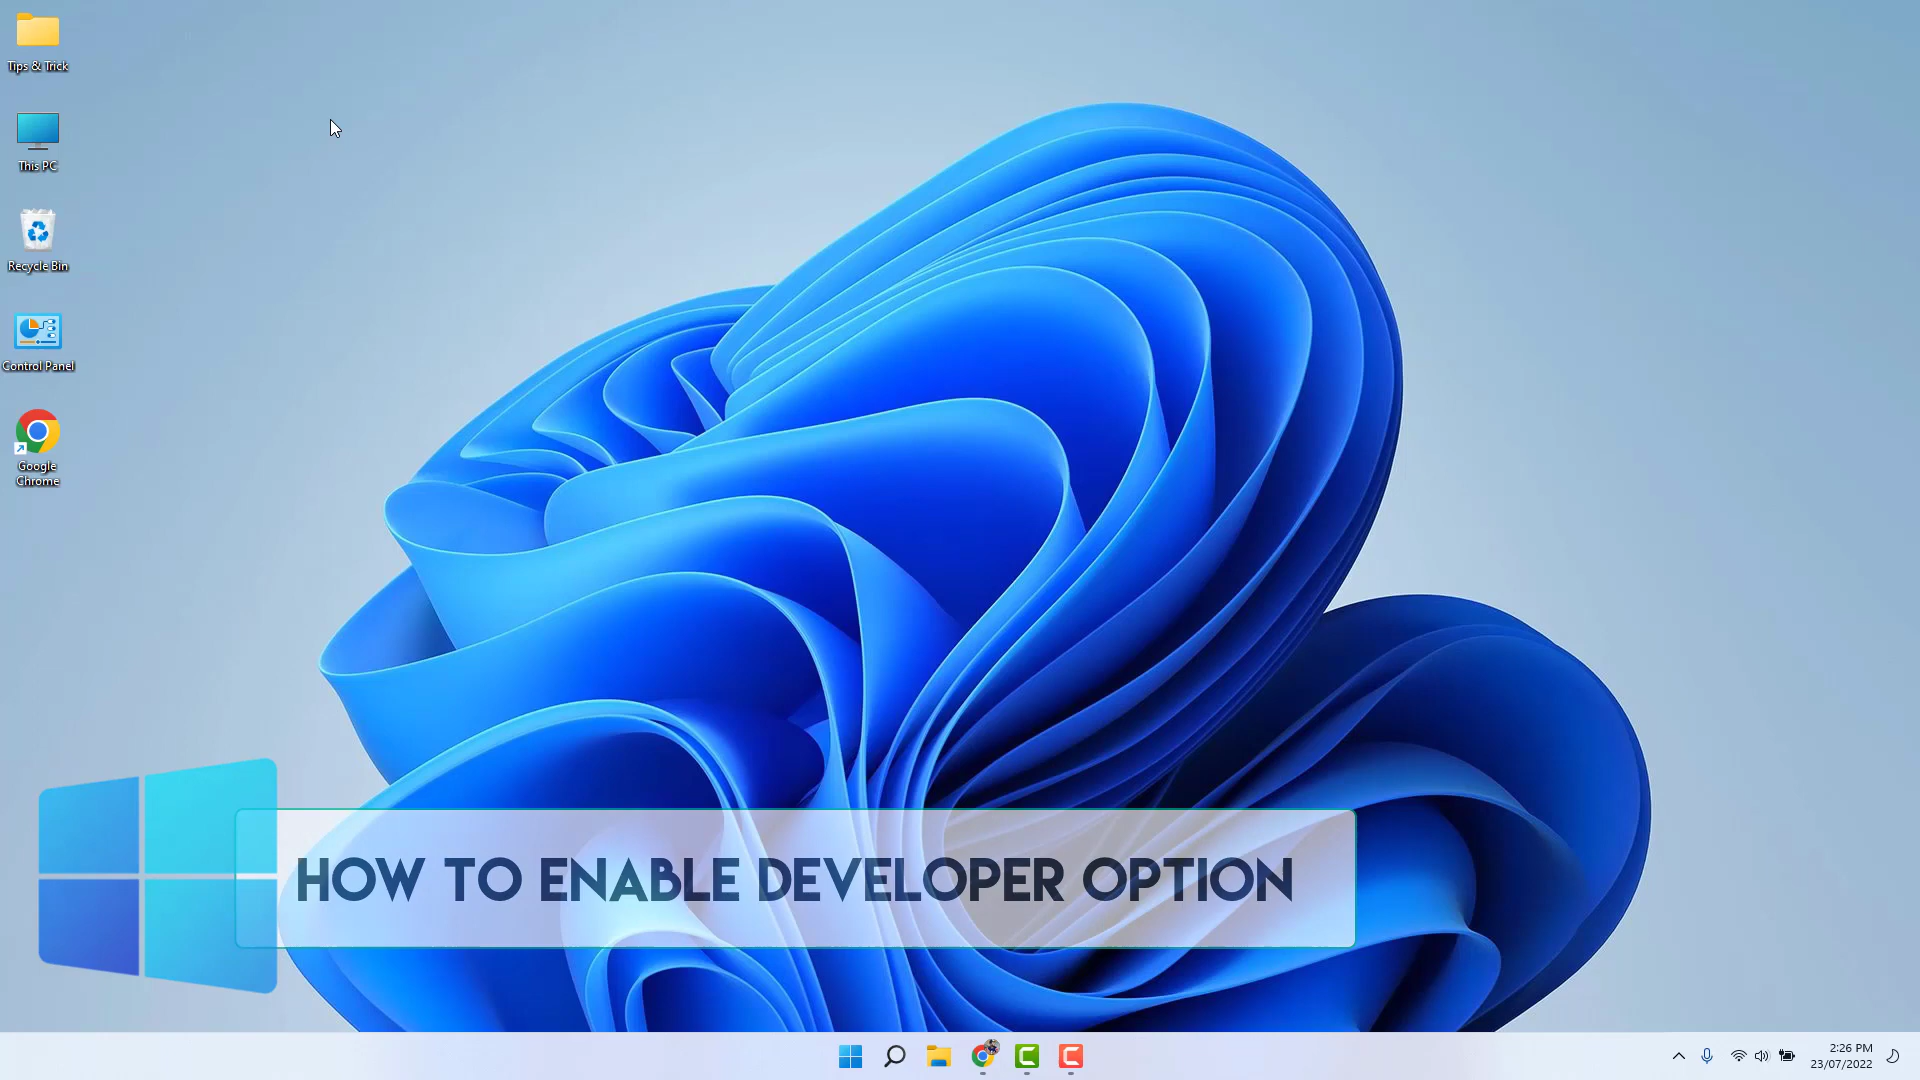 Tips & Trick
This PC
Recycle Bin
Control Panel
Google
Chrome
HOW TO ENABLE DEVELOPER OPTION
2:26 PM
23/07/2022